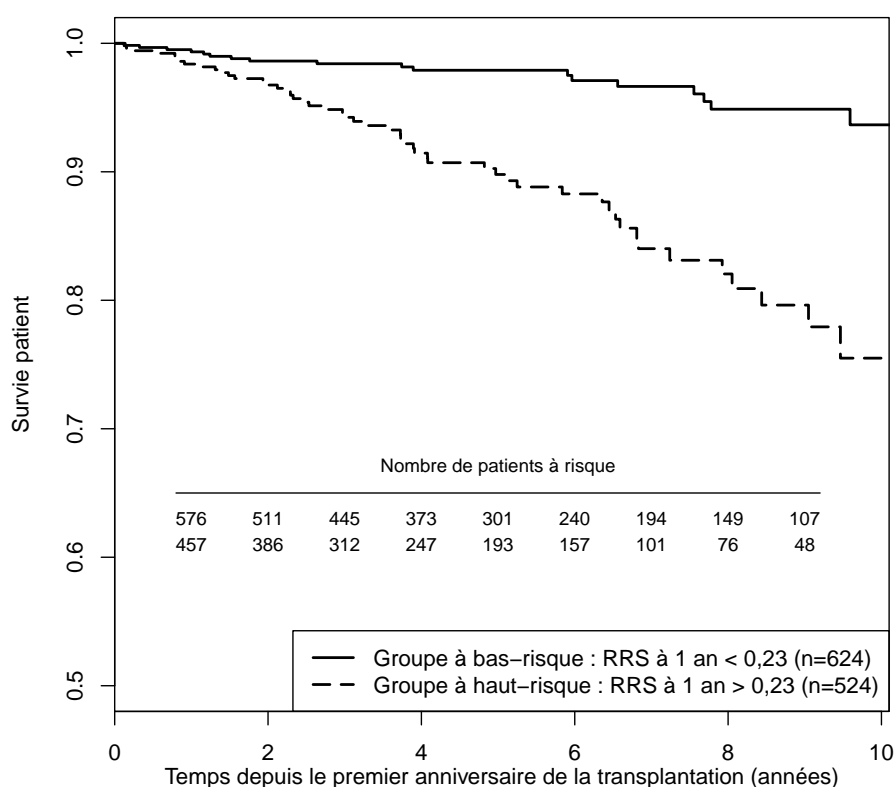 1.0
0.9
0.8
0.7
0.6
0.5
Survie patient
Nombre de patients à risque
576 511 445 373 301 240 194 149 107
457 386 312 247 193 157 101 76 48
Groupe à bas−risque : RRS à 1 an < 0,23 (n=624)
Groupe à haut−risque : RRS à 1 an > 0,23 (n=524)
0 2 4 6 8 10
Temps depuis le premier anniversaire de la transplantation (années)